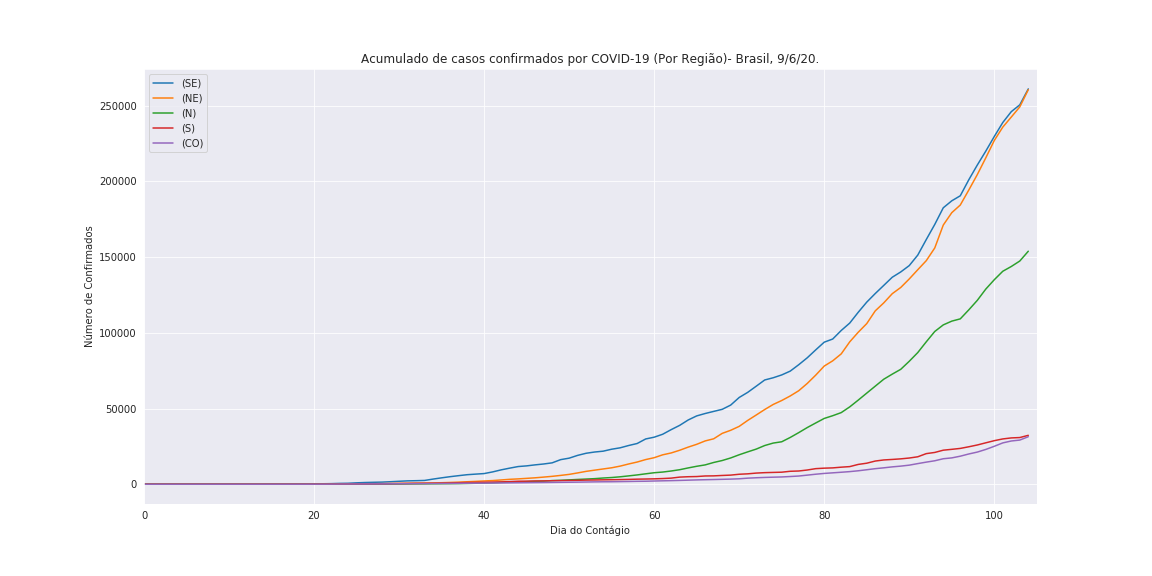 Acumulado de casos confirmados por COVID-19 (Por Região)- Brasil, 9/6/20.
(SE)
(NE)
(N)
(S)
(CO)
250000
200000
150000
100000
50000
0
Número de Confirmados
0 20 40 60 80 100
Dia do Contágio